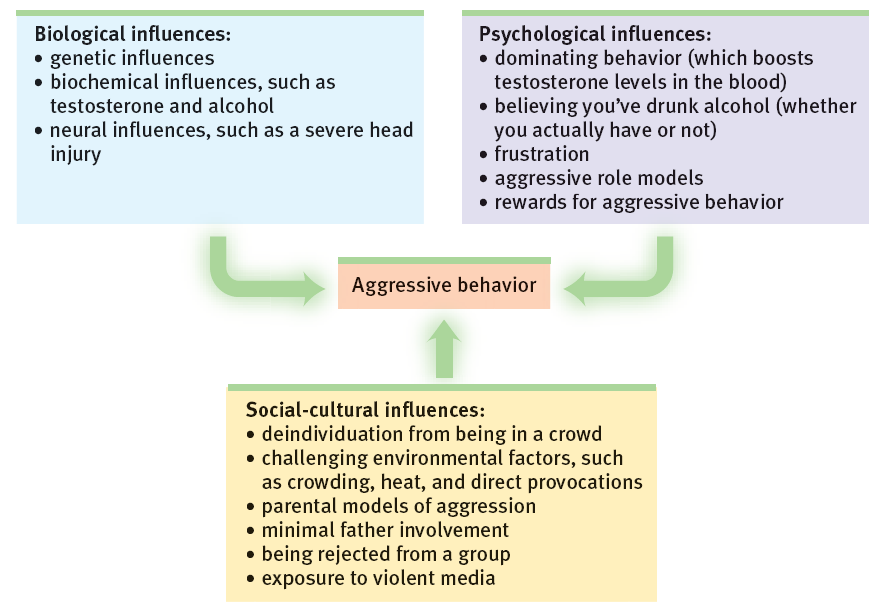 Biological influences:
• genetic influences
• biochemical influences, such as
testosterone and alcohol
• neural influences, such as a severe head
injury
Psychological influences:
• dominating behavior (which boosts
testosterone levels in the blood)
• believing you’ve drunk alcohol (whether
you actually have or not)
• frustration
• aggressive role models
• rewards for aggressive behavior
Aggressive behavior
Social-cultural influences:
• deindividuation from being in a crowd
• challenging environmental factors, such
as crowding, heat, and direct provocations
• parental models of aggression
• minimal father involvement
• being rejected from a group
• exposure to violent media